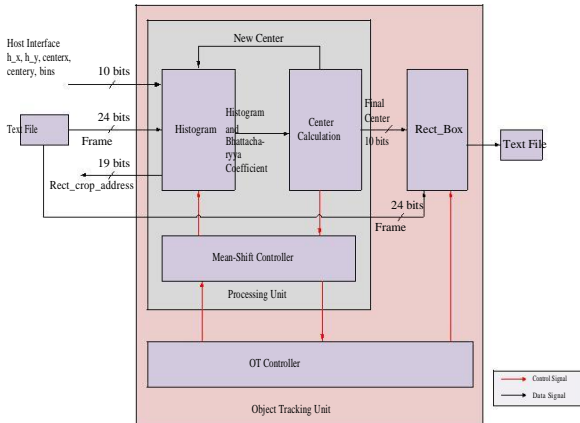 Host Interface
h_x, h_y, centerx,
centery, bins
New Center
10 bits
Text File
24 bits
Frame
Histogram
Histogram
and
Bhattacha-
ryya
Coefficient
Center
Calculation
Final
Center
10 bits
Rect_Box
Text File
19 bits
Rect_crop_address
24 bits
Frame
Mean-Shift Controller
Processing Unit
OT Controller
Object Tracking Unit
Control Signal
Data Signal